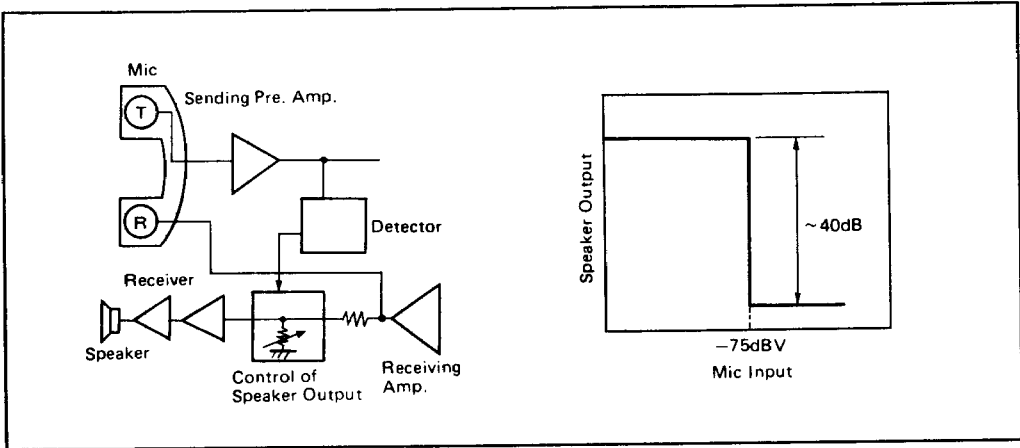 Mic
Sending Pre. Amp.
T
R
Detector
Receiver
Speaker
Control of
Speaker Output
Receiving
Amp.
Speaker Output
~40dB
−75dBV
Mic Input